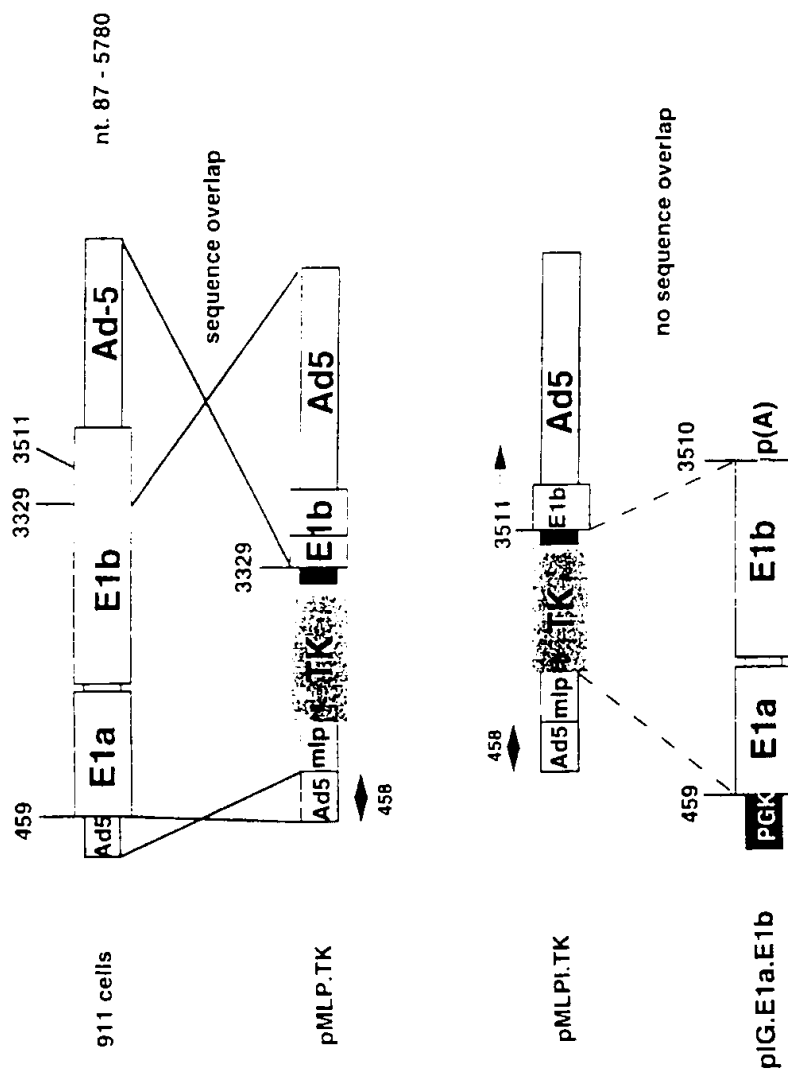 911 cells
459
3329
3511
Ad5
E1a
E1b
Ad-5
nt. 87 - 5780
sequence overlap
pMLP.TK
3329
Ad5
mlp
TK
E1b
Ad5
458
pMLPI.TK
458
3511
Ad5
mlp
TK
E1b
Ad5
no sequence overlap
pIG.E1a.E1b
459
3510
PGK
E1a
E1b
p(A)